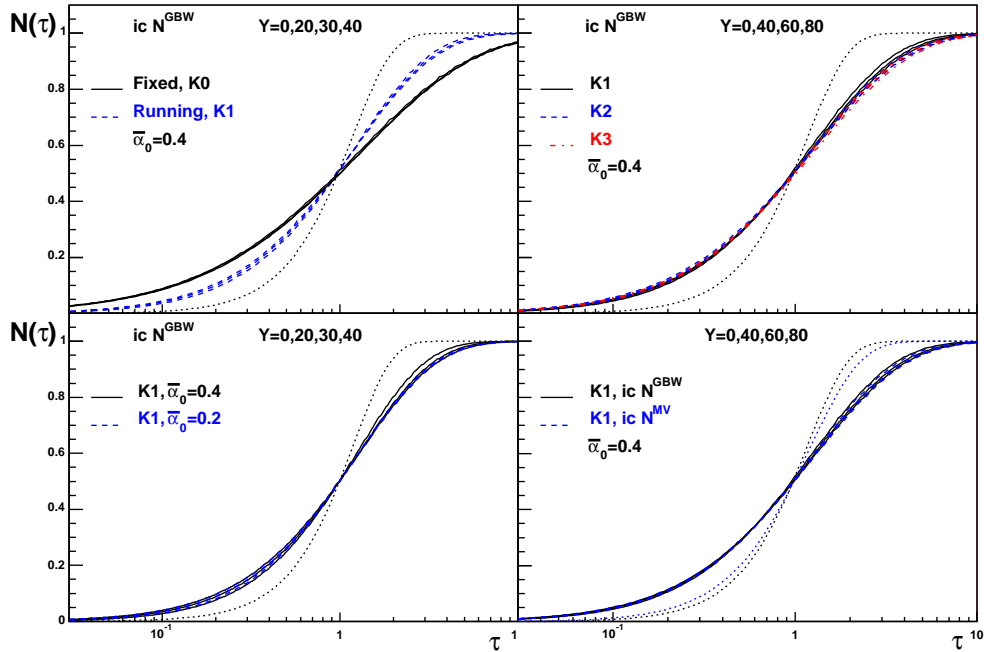 N(τ)
ic N^GBW Y=0,20,30,40
1
0.8
0.6
0.4
0.2
Fixed, K0
Running, K1
ᾱ₀=0.4
ic N^GBW Y=0,40,60,80
K1
K2
K3
ᾱ₀=0.4
N(τ)
ic N^GBW Y=0,20,30,40
1
0.8
0.6
0.4
0.2
0
K1, ᾱ₀=0.4
K1, ᾱ₀=0.2
10⁻¹ 1 τ 1
Y=0,40,60,80
K1, ic N^GBW
K1, ic N^MV
ᾱ₀=0.4
10⁻¹ 1 τ 10